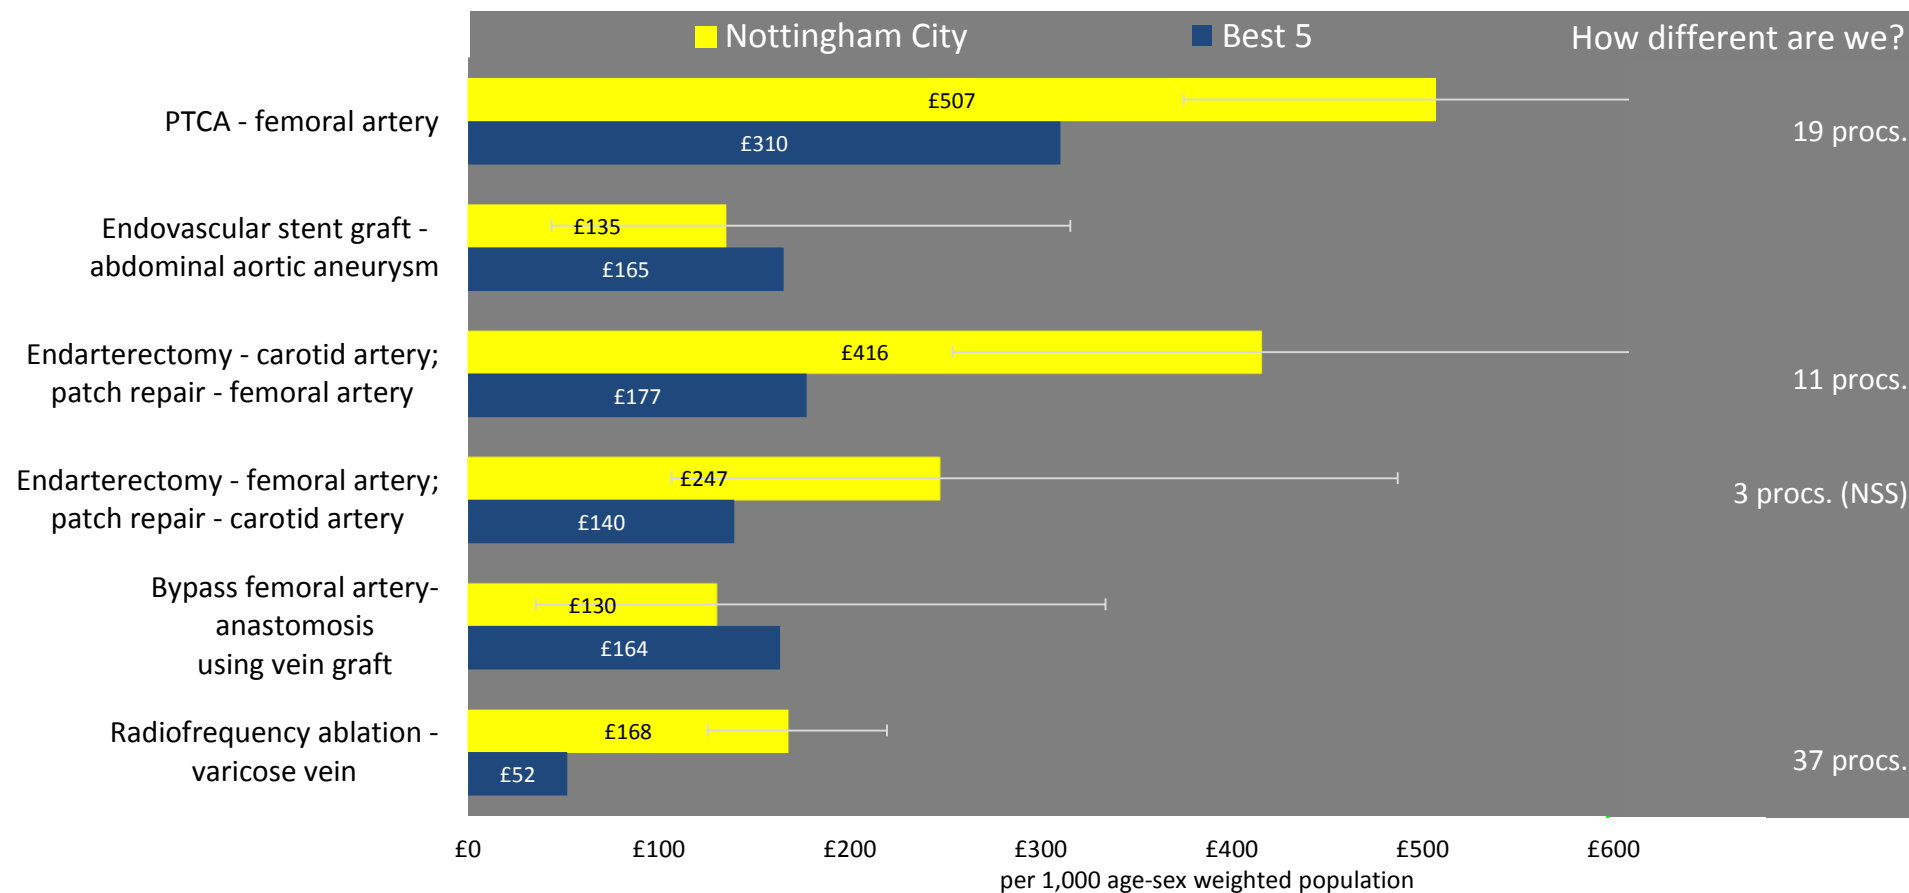 Nottingham City
Best 5
How different are we?
PTCA - femoral artery
£507
£310
19 procs.
Endovascular stent graft -
abdominal aortic aneurysm
£135
£165
Endarterectomy - carotid artery;
patch repair - femoral artery
£416
£177
11 procs.
Endarterectomy - femoral artery;
patch repair - carotid artery
£247
£140
3 procs. (NSS)
Bypass femoral artery-
anastomosis
using vein graft
£130
£164
Radiofrequency ablation -
varicose vein
£168
£52
37 procs.
£0
£100
£200
£300
£400
£500
£600
per 1,000 age-sex weighted population